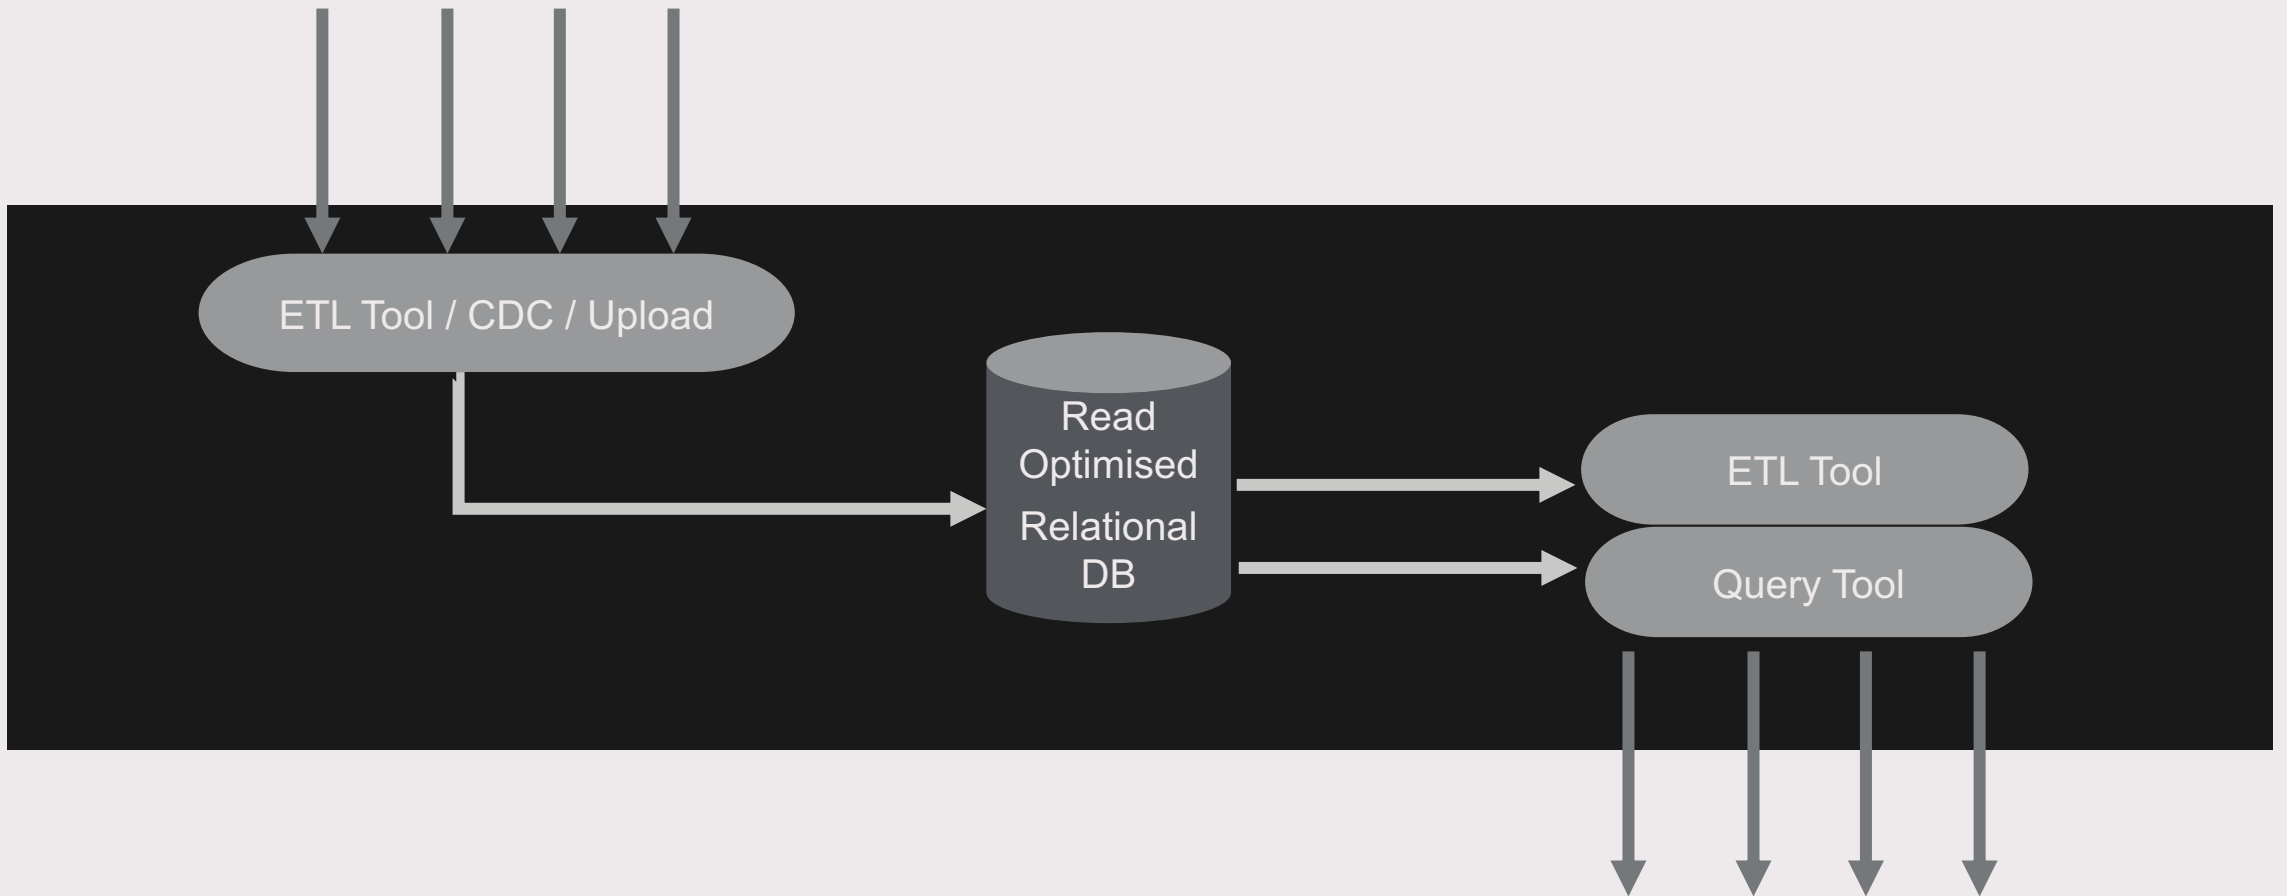 ETL Tool / CDC / Upload
Read
Optimised
Relational
DB
ETL Tool
Query Tool